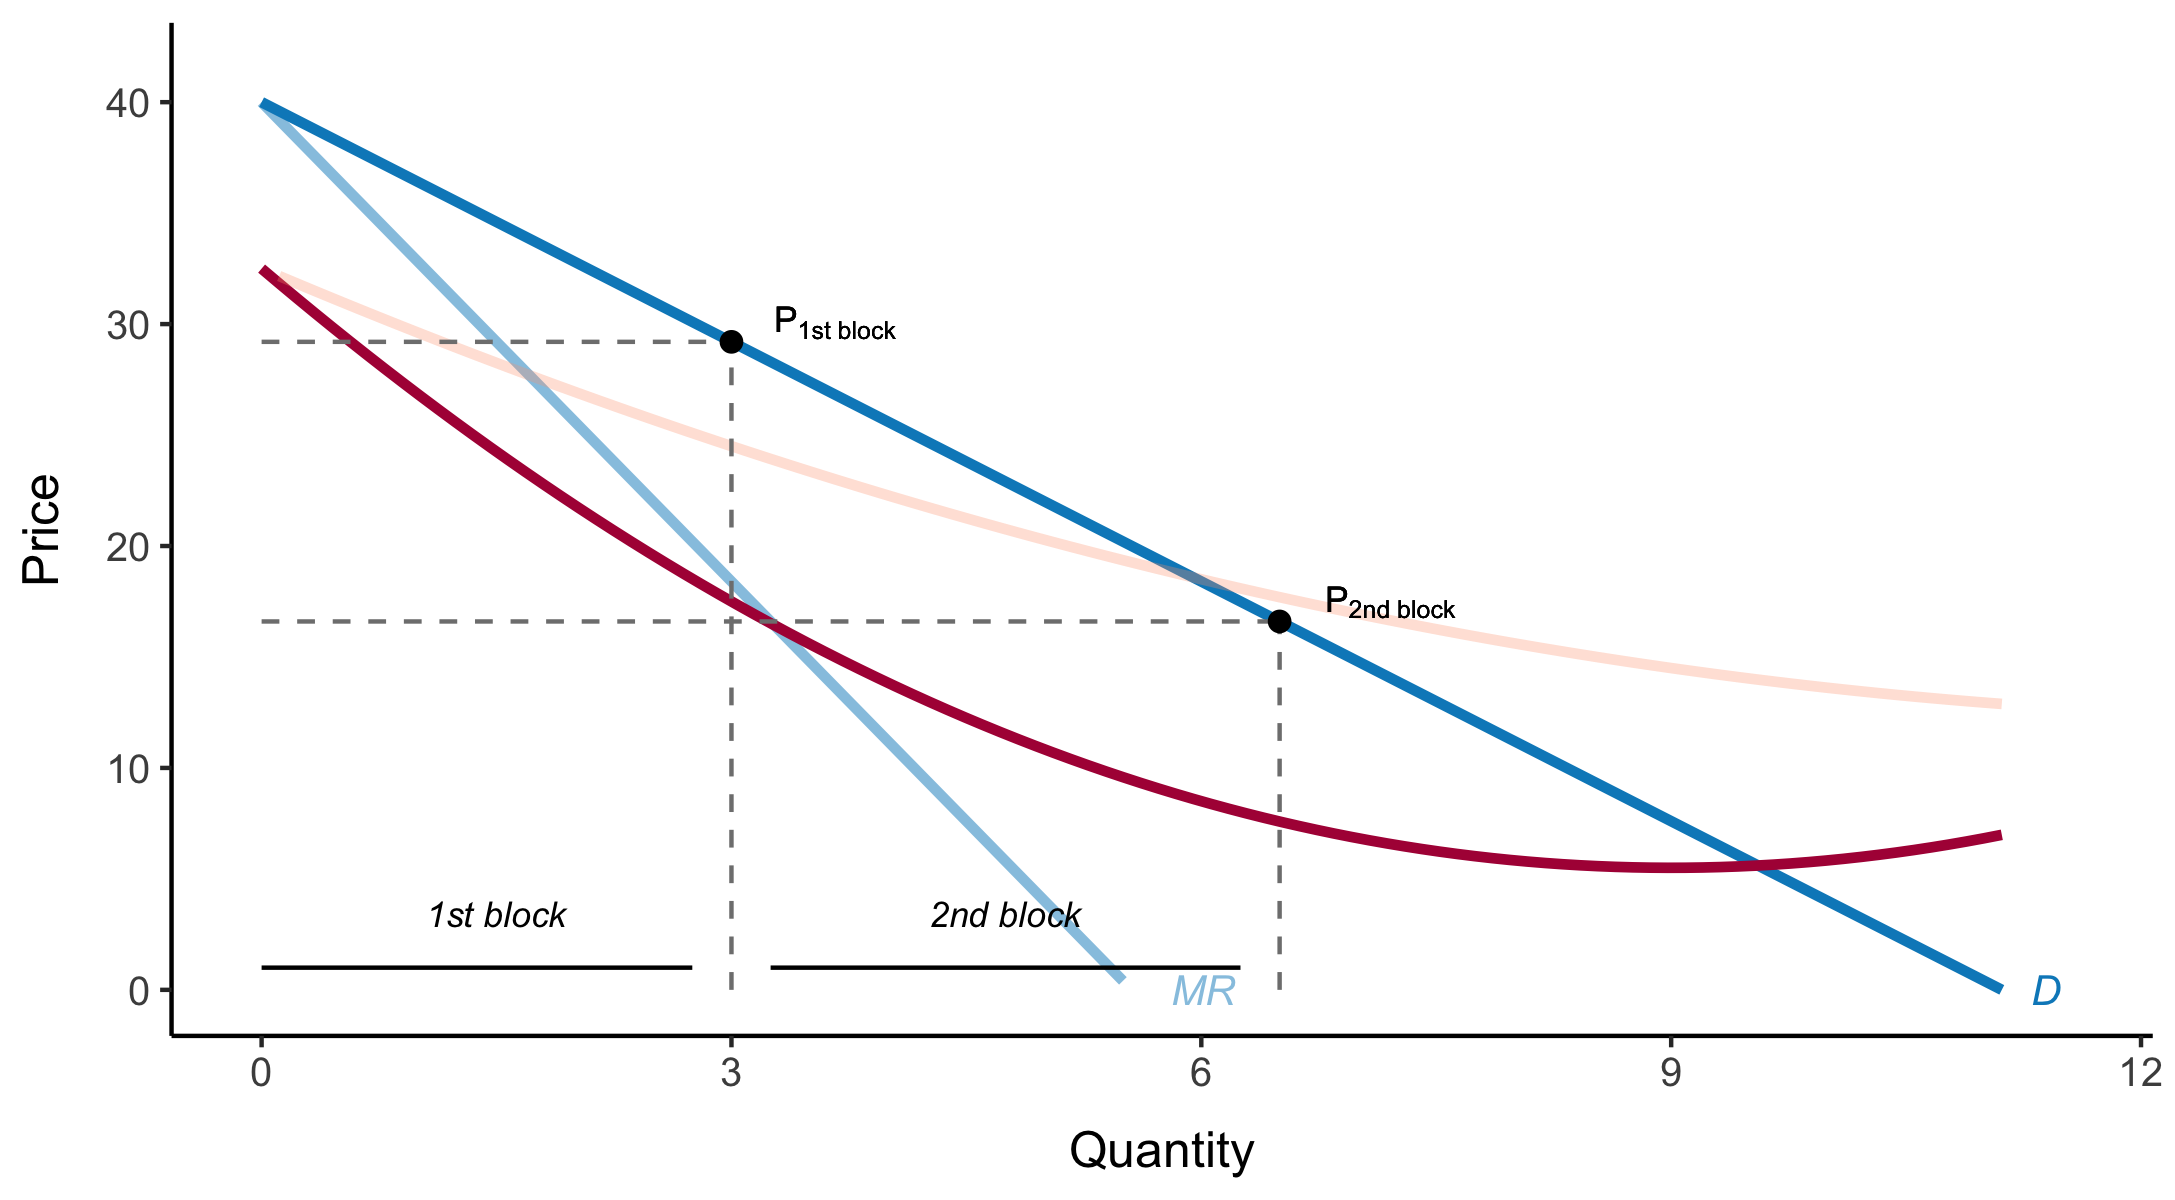 40
30
20
10
0
Price
P1st block
P2nd block
1st block
2nd block
MR
D
0 3 6 9 12
Quantity